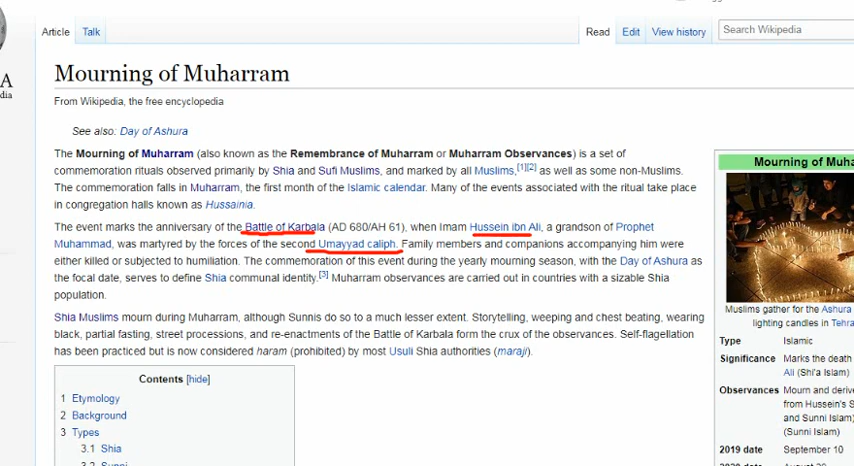 Article Talk Read Edit View history Search Wikipedia
Mourning of Muharram
From Wikipedia, the free encyclopedia
See also: Day of Ashura
The Mourning of Muharram (also known as the Remembrance of Muharram or Muharram Observances) is a set of
commemoration rituals observed primarily by Shia and Sufi Muslims, and marked by all Muslims,[1][2] as well as some non-Muslims.
The commemoration falls in Muharram, the first month of the Islamic calendar. Many of the events associated with the ritual take place
in congregation halls known as Hussainia.
The event marks the anniversary of the Battle of Karbala (AD 680/AH 61), when Imam Hussein ibn Ali, a grandson of Prophet
Muhammad, was martyred by the forces of the second Umayyad caliph. Family members and companions accompanying him were
either killed or subjected to humiliation. The commemoration of this event during the yearly mourning season, with the Day of Ashura as
the focal date, serves to define Shia communal identity.[3] Muharram observances are carried out in countries with a sizable Shia
population.
Shia Muslims mourn during Muharram, although Sunnis do so to a much lesser extent. Storytelling, weeping and chest beating, wearing
black, partial fasting, street processions, and re-enactments of the Battle of Karbala form the crux of the observances. Self-flagellation
has been practiced but is now considered haram (prohibited) by most Usuli Shia authorities (maraji).
Contents [hide]
1 Etymology
2 Background
3 Types
3.1 Shia
3.2 Sunni
Mourning of Muha
Muslims gather for the Ashura
lighting candles in Tehra
Type Islamic
Significance Marks the death
Ali (Shi'a Islam)
Observances Mourn and derive
from Hussein's S
and Sunni Islam)
(Sunni Islam)
2019 date September 10